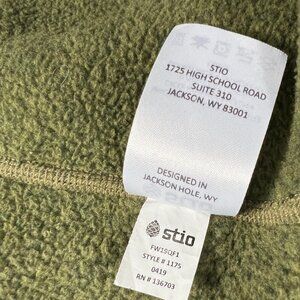 STIO
1725 HIGH SCHOOL ROAD
SUITE 310
JACKSON, WY 83001
DESIGNED IN
JACKSON HOLE, WY
stio
FW19QF1
STYLE # 1175
0419
RN # 136703